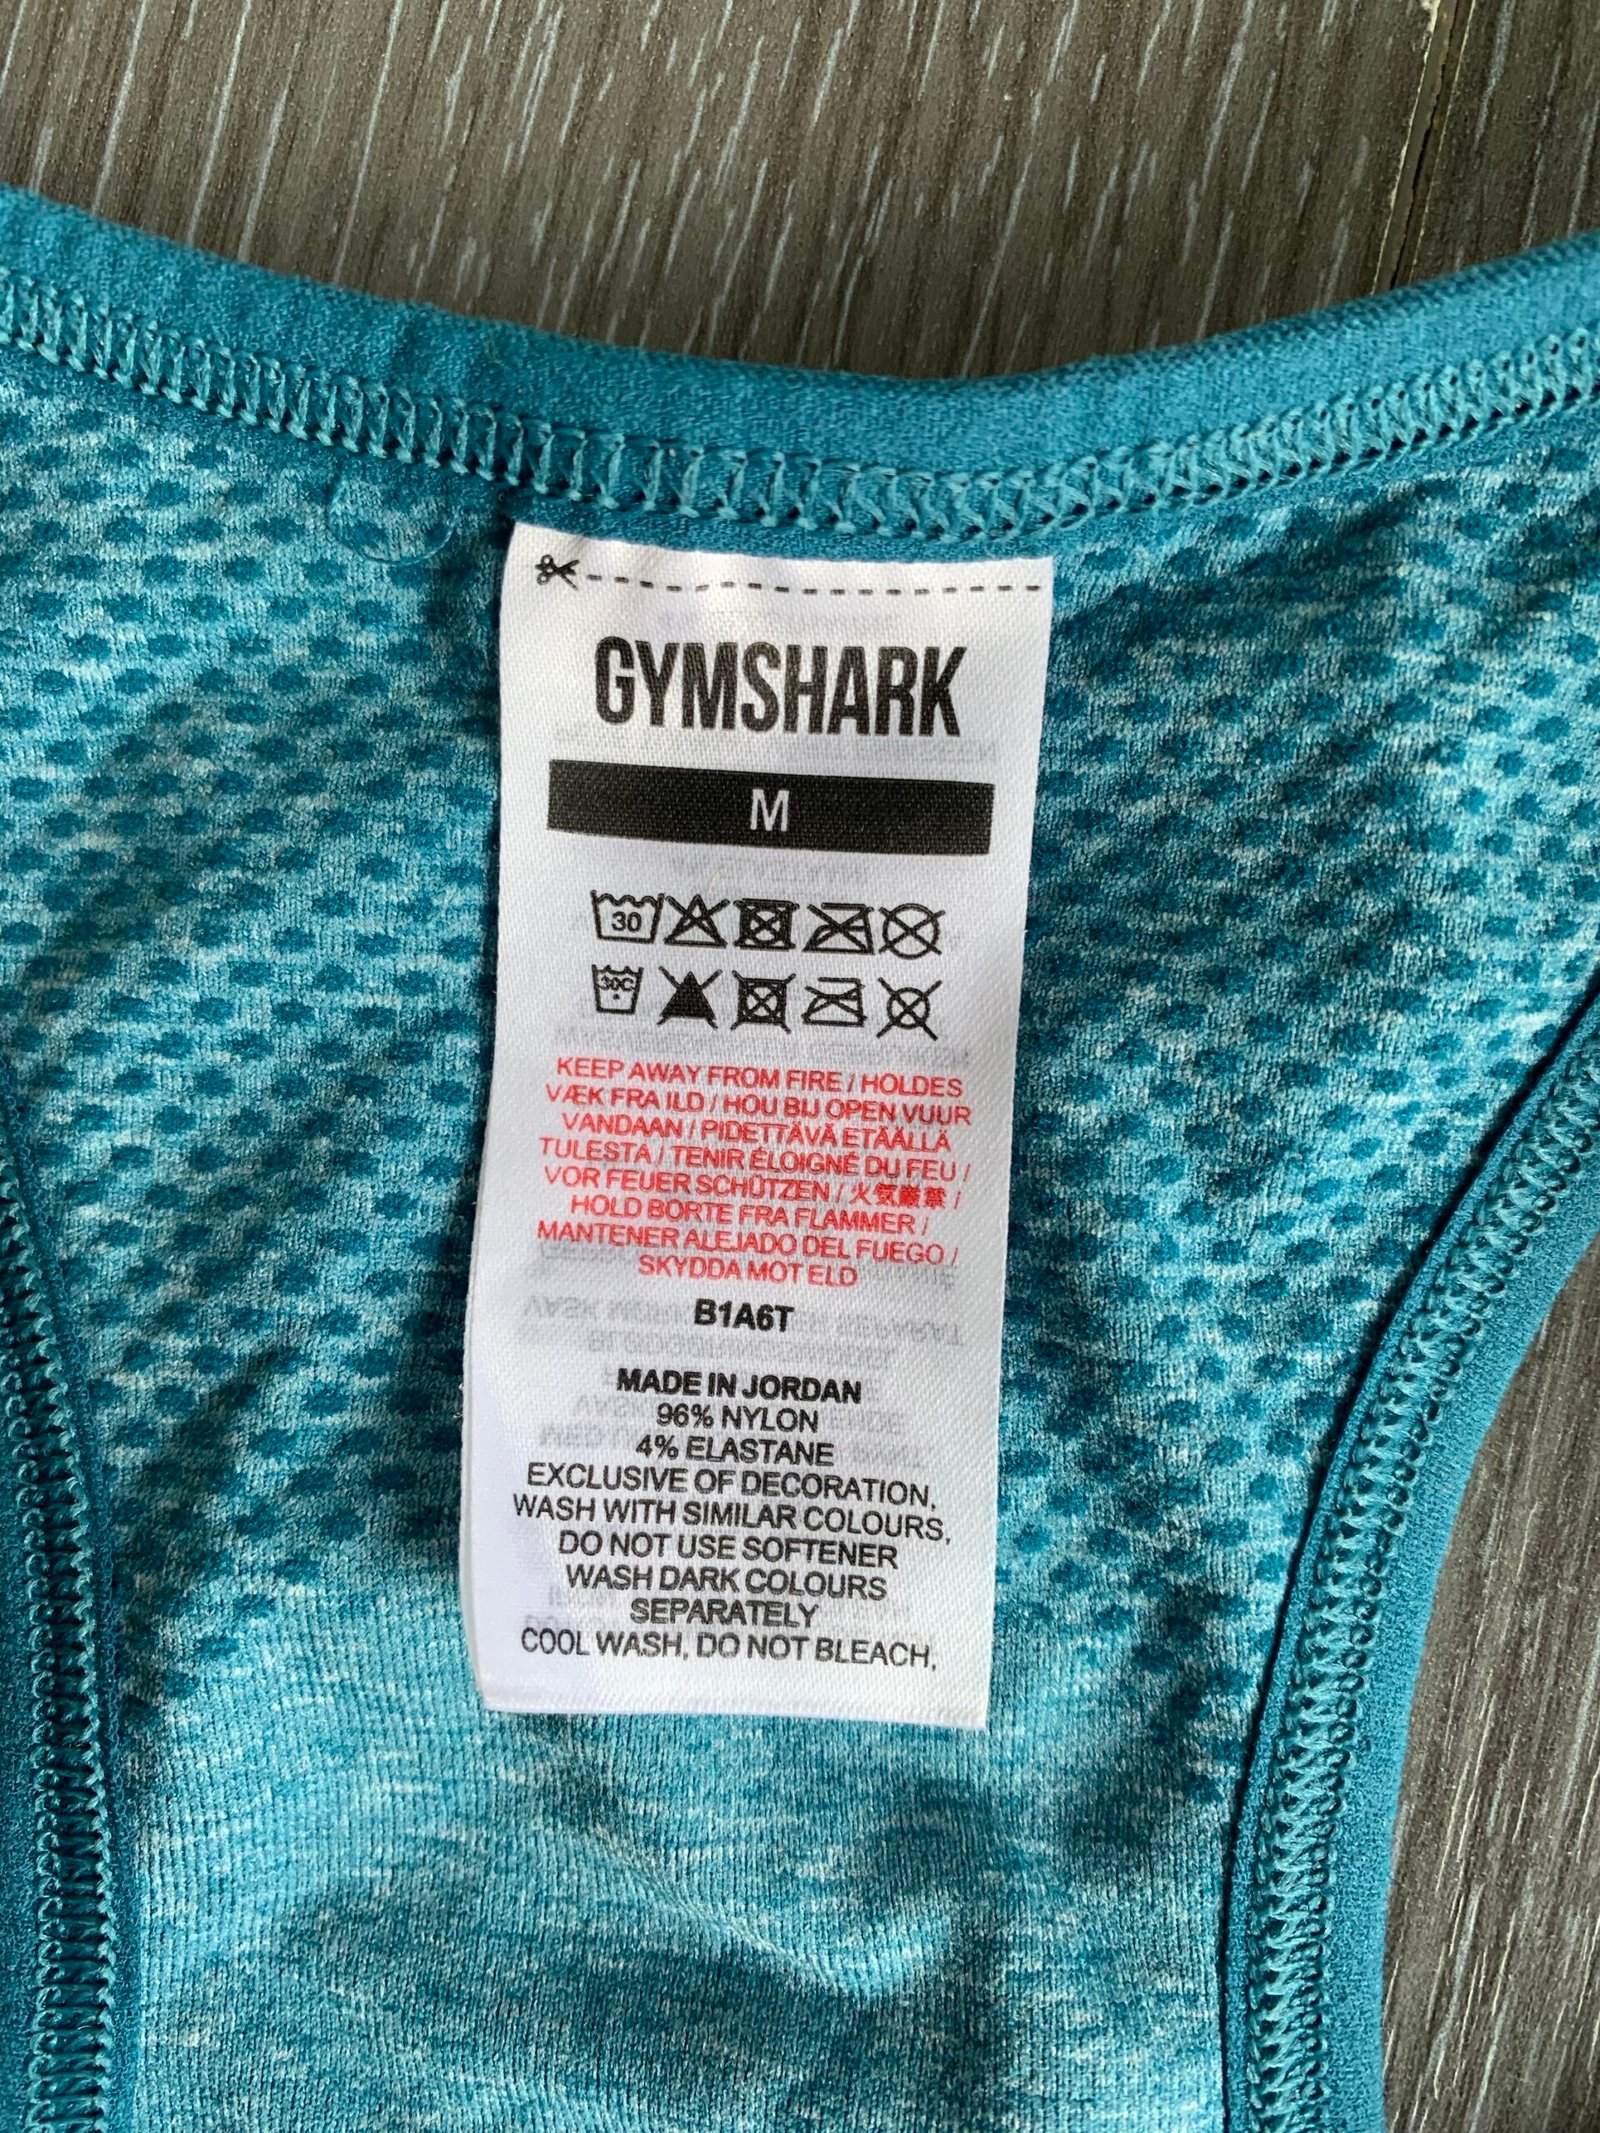 GYMSHARK
M
30
30C
KEEP AWAY FROM FIRE / HOLDES
VÆK FRA ILD / HOU BIJ OPEN VUUR
VANDAAN / PIDETTÄVÄ ETÄÄLLÄ
TULESTA / TENIR ÉLOIGNÉ DU FEU /
VOR FEUER SCHÜTZEN / 火気厳禁 /
HOLD BORTE FRA FLAMMER /
MANTENER ALEJADO DEL FUEGO /
SKYDDA MOT ELD
B1A6T
MADE IN JORDAN
96% NYLON
4% ELASTANE
EXCLUSIVE OF DECORATION.
WASH WITH SIMILAR COLOURS,
DO NOT USE SOFTENER
WASH DARK COLOURS
SEPARATELY
COOL WASH, DO NOT BLEACH,